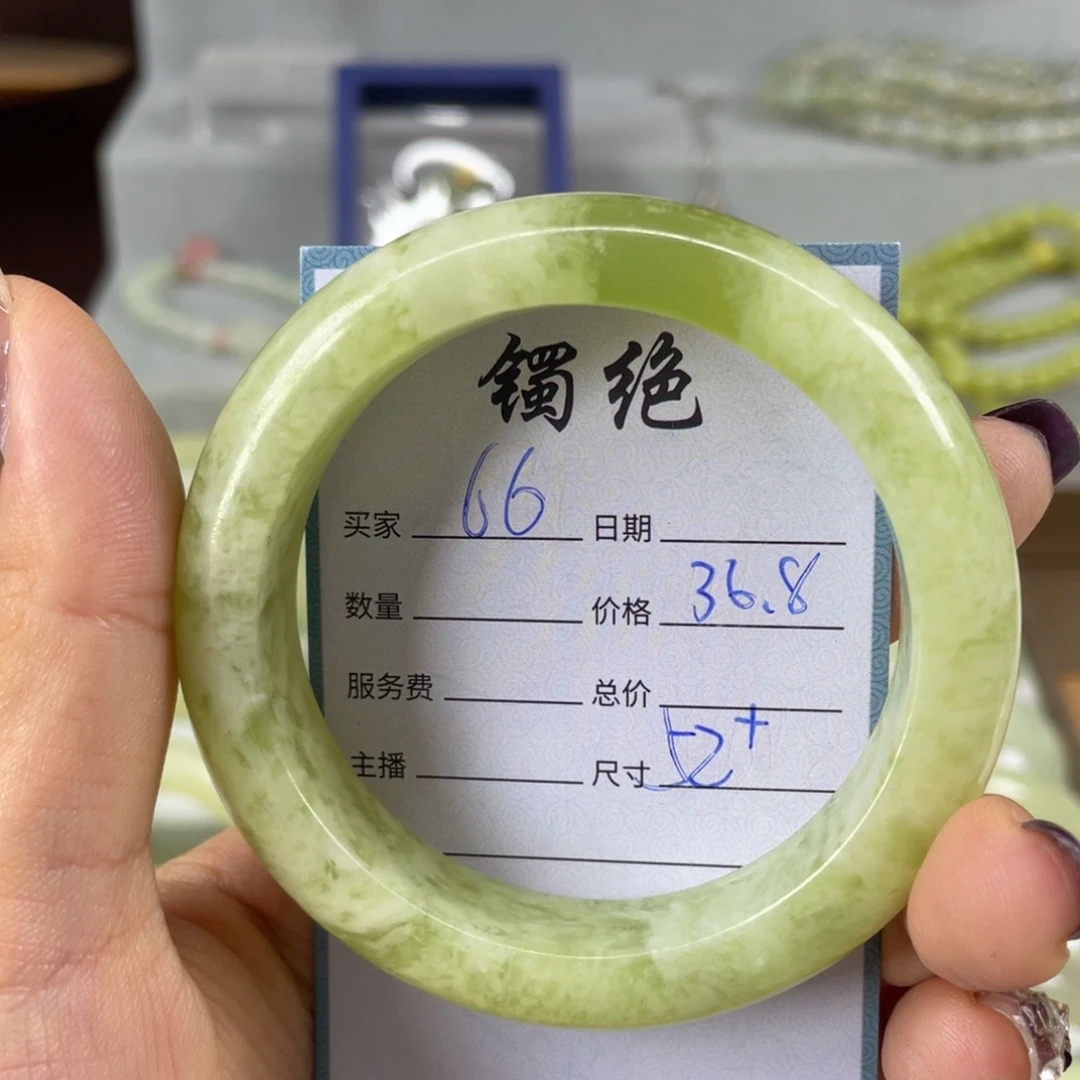 镯绝
买家 66 日期
数量 价格 36.8
服务费 总价
主播 尺寸 52+